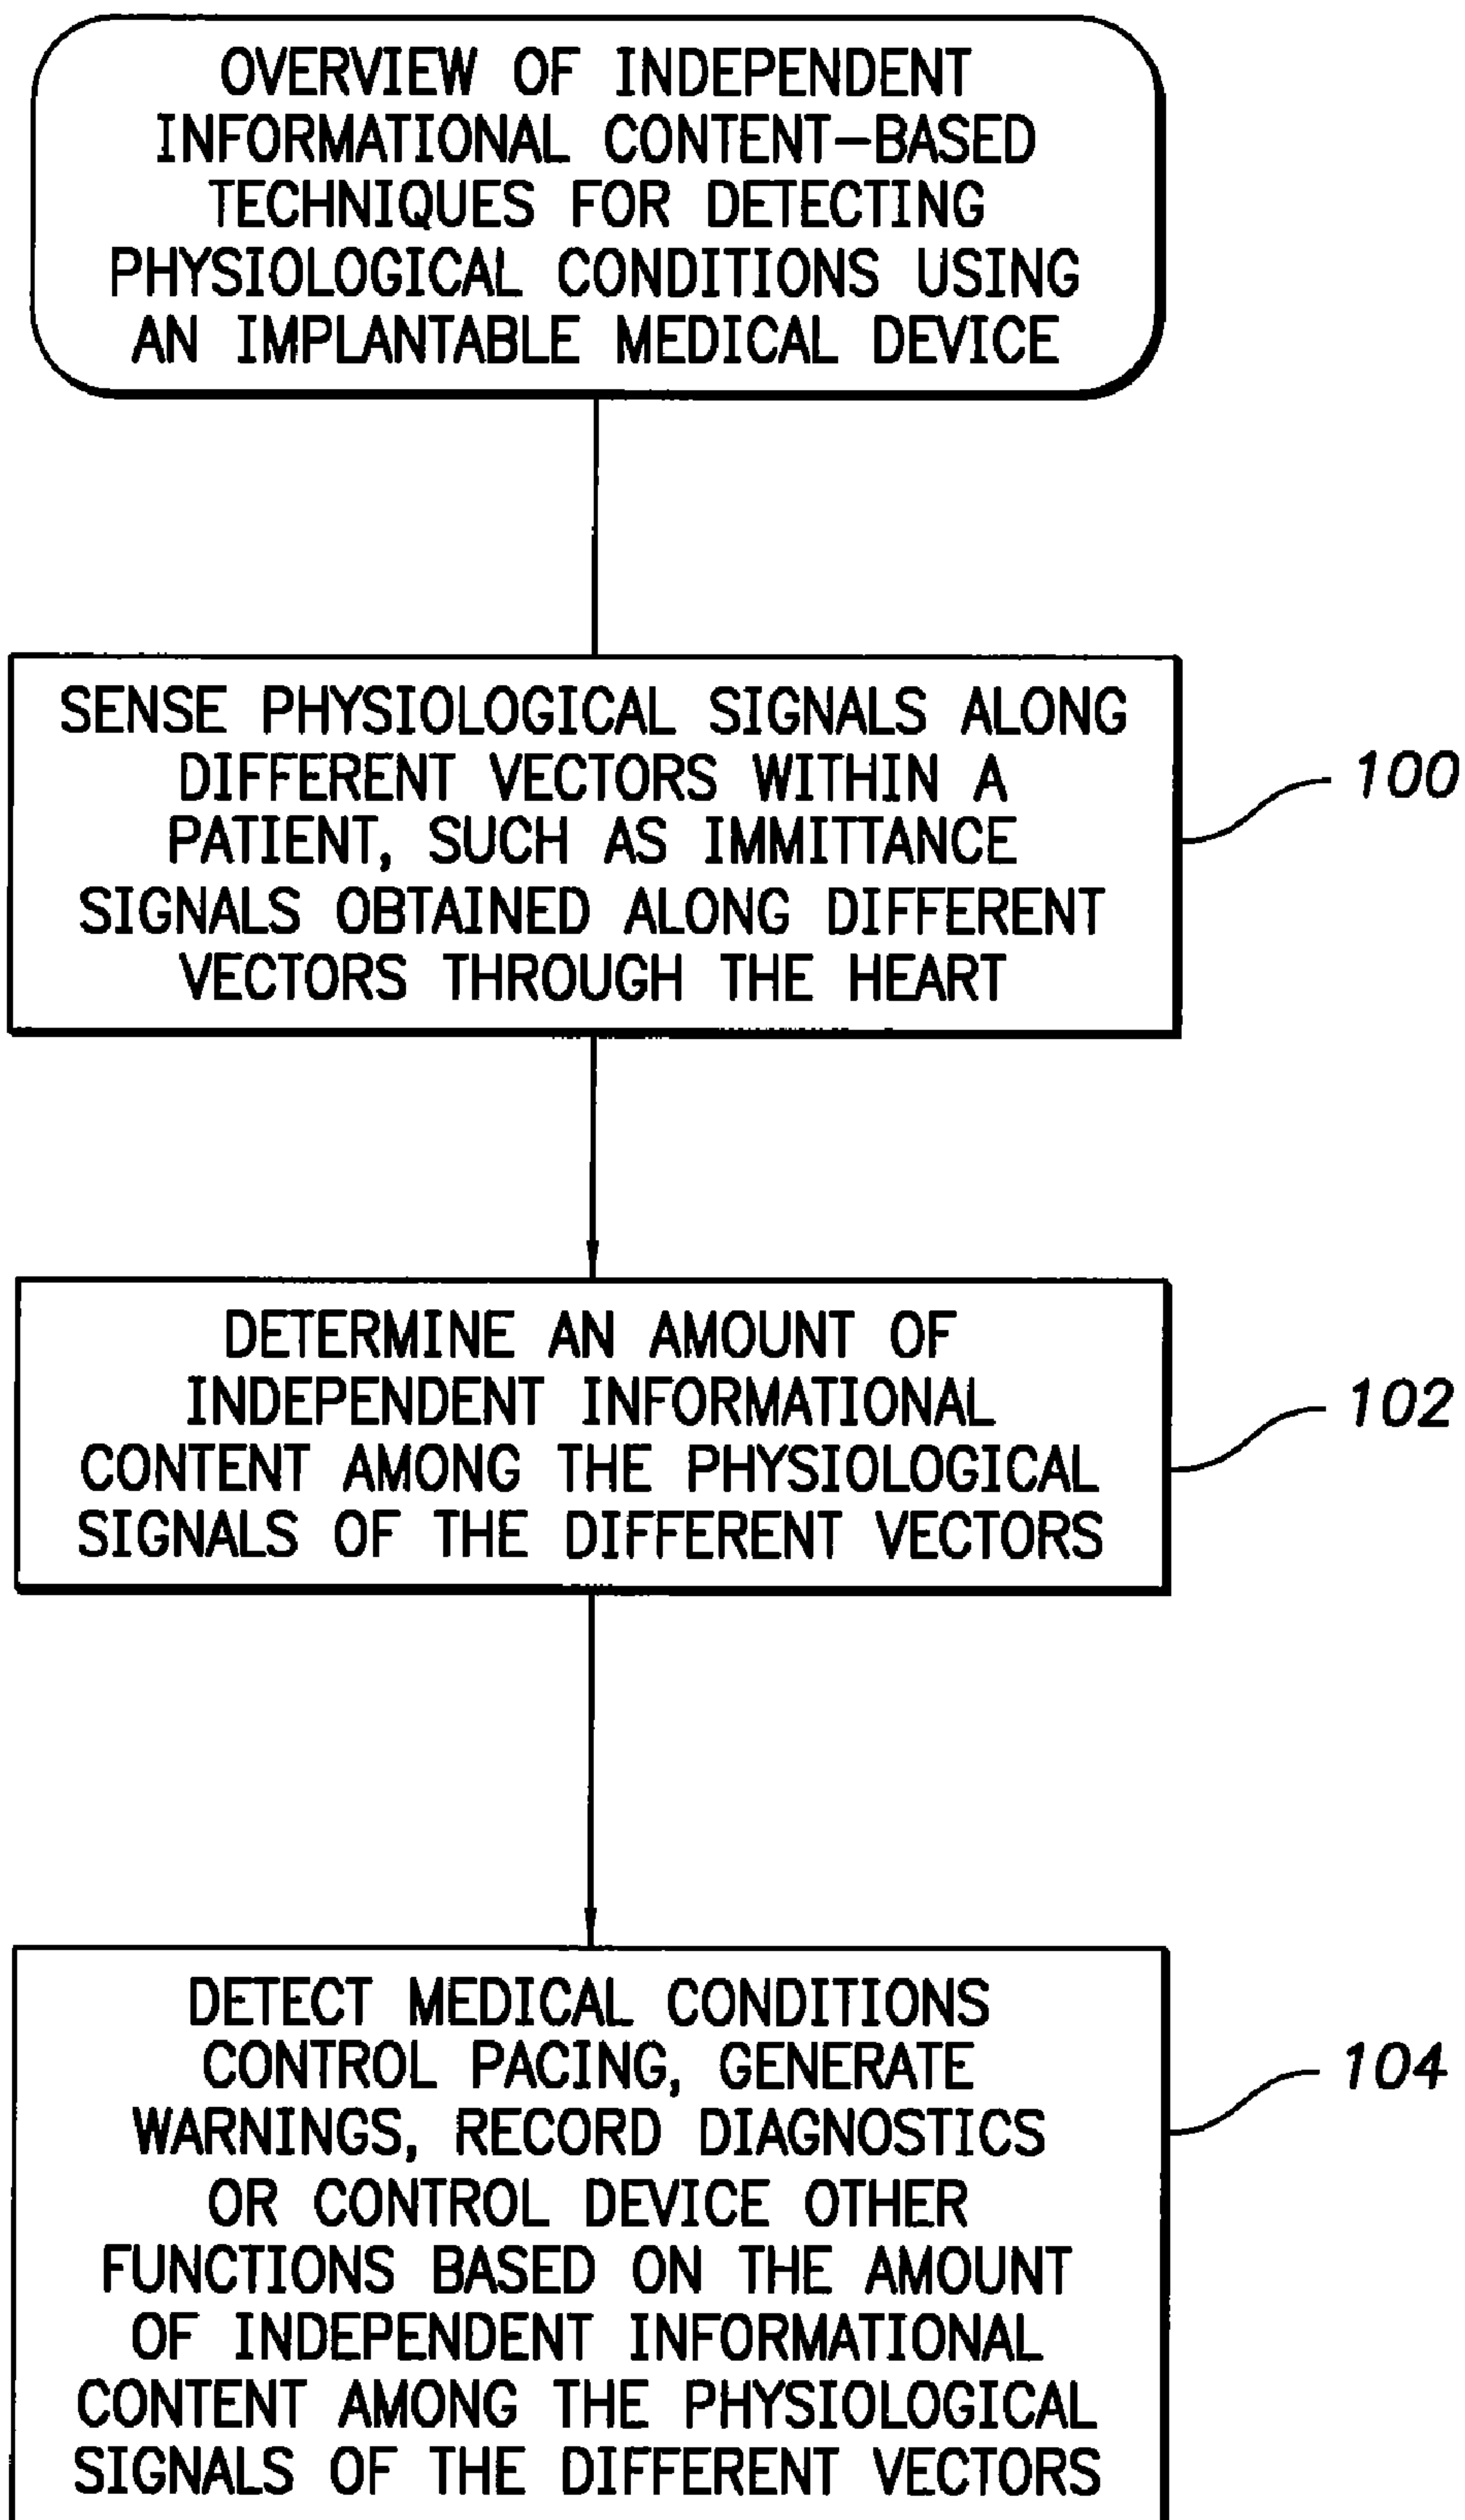 OVERVIEW OF INDEPENDENT
INFORMATIONAL CONTENT-BASED
TECHNIQUES FOR DETECTING
PHYSIOLOGICAL CONDITIONS USING
AN IMPLANTABLE MEDICAL DEVICE
SENSE PHYSIOLOGICAL SIGNALS ALONG
DIFFERENT VECTORS WITHIN A
PATIENT, SUCH AS IMMITTANCE
SIGNALS OBTAINED ALONG DIFFERENT
VECTORS THROUGH THE HEART
100
DETERMINE AN AMOUNT OF
INDEPENDENT INFORMATIONAL
CONTENT AMONG THE PHYSIOLOGICAL
SIGNALS OF THE DIFFERENT VECTORS
102
DETECT MEDICAL CONDITIONS
CONTROL PACING, GENERATE
WARNINGS, RECORD DIAGNOSTICS
OR CONTROL DEVICE OTHER
FUNCTIONS BASED ON THE AMOUNT
OF INDEPENDENT INFORMATIONAL
CONTENT AMONG THE PHYSIOLOGICAL
SIGNALS OF THE DIFFERENT VECTORS
104